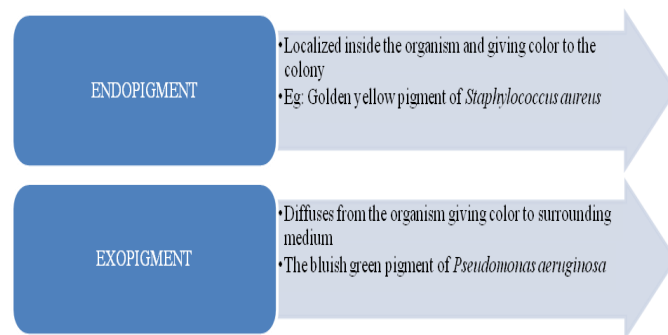 ENDOPIGMENT
•Localized inside the organism and giving color to the
colony
•Eg: Golden yellow pigment of Staphylococcus aureus
EXOPIGMENT
•Diffuses from the organism giving color to surrounding
medium
•The bluish green pigment of Pseudomonas aeruginosa